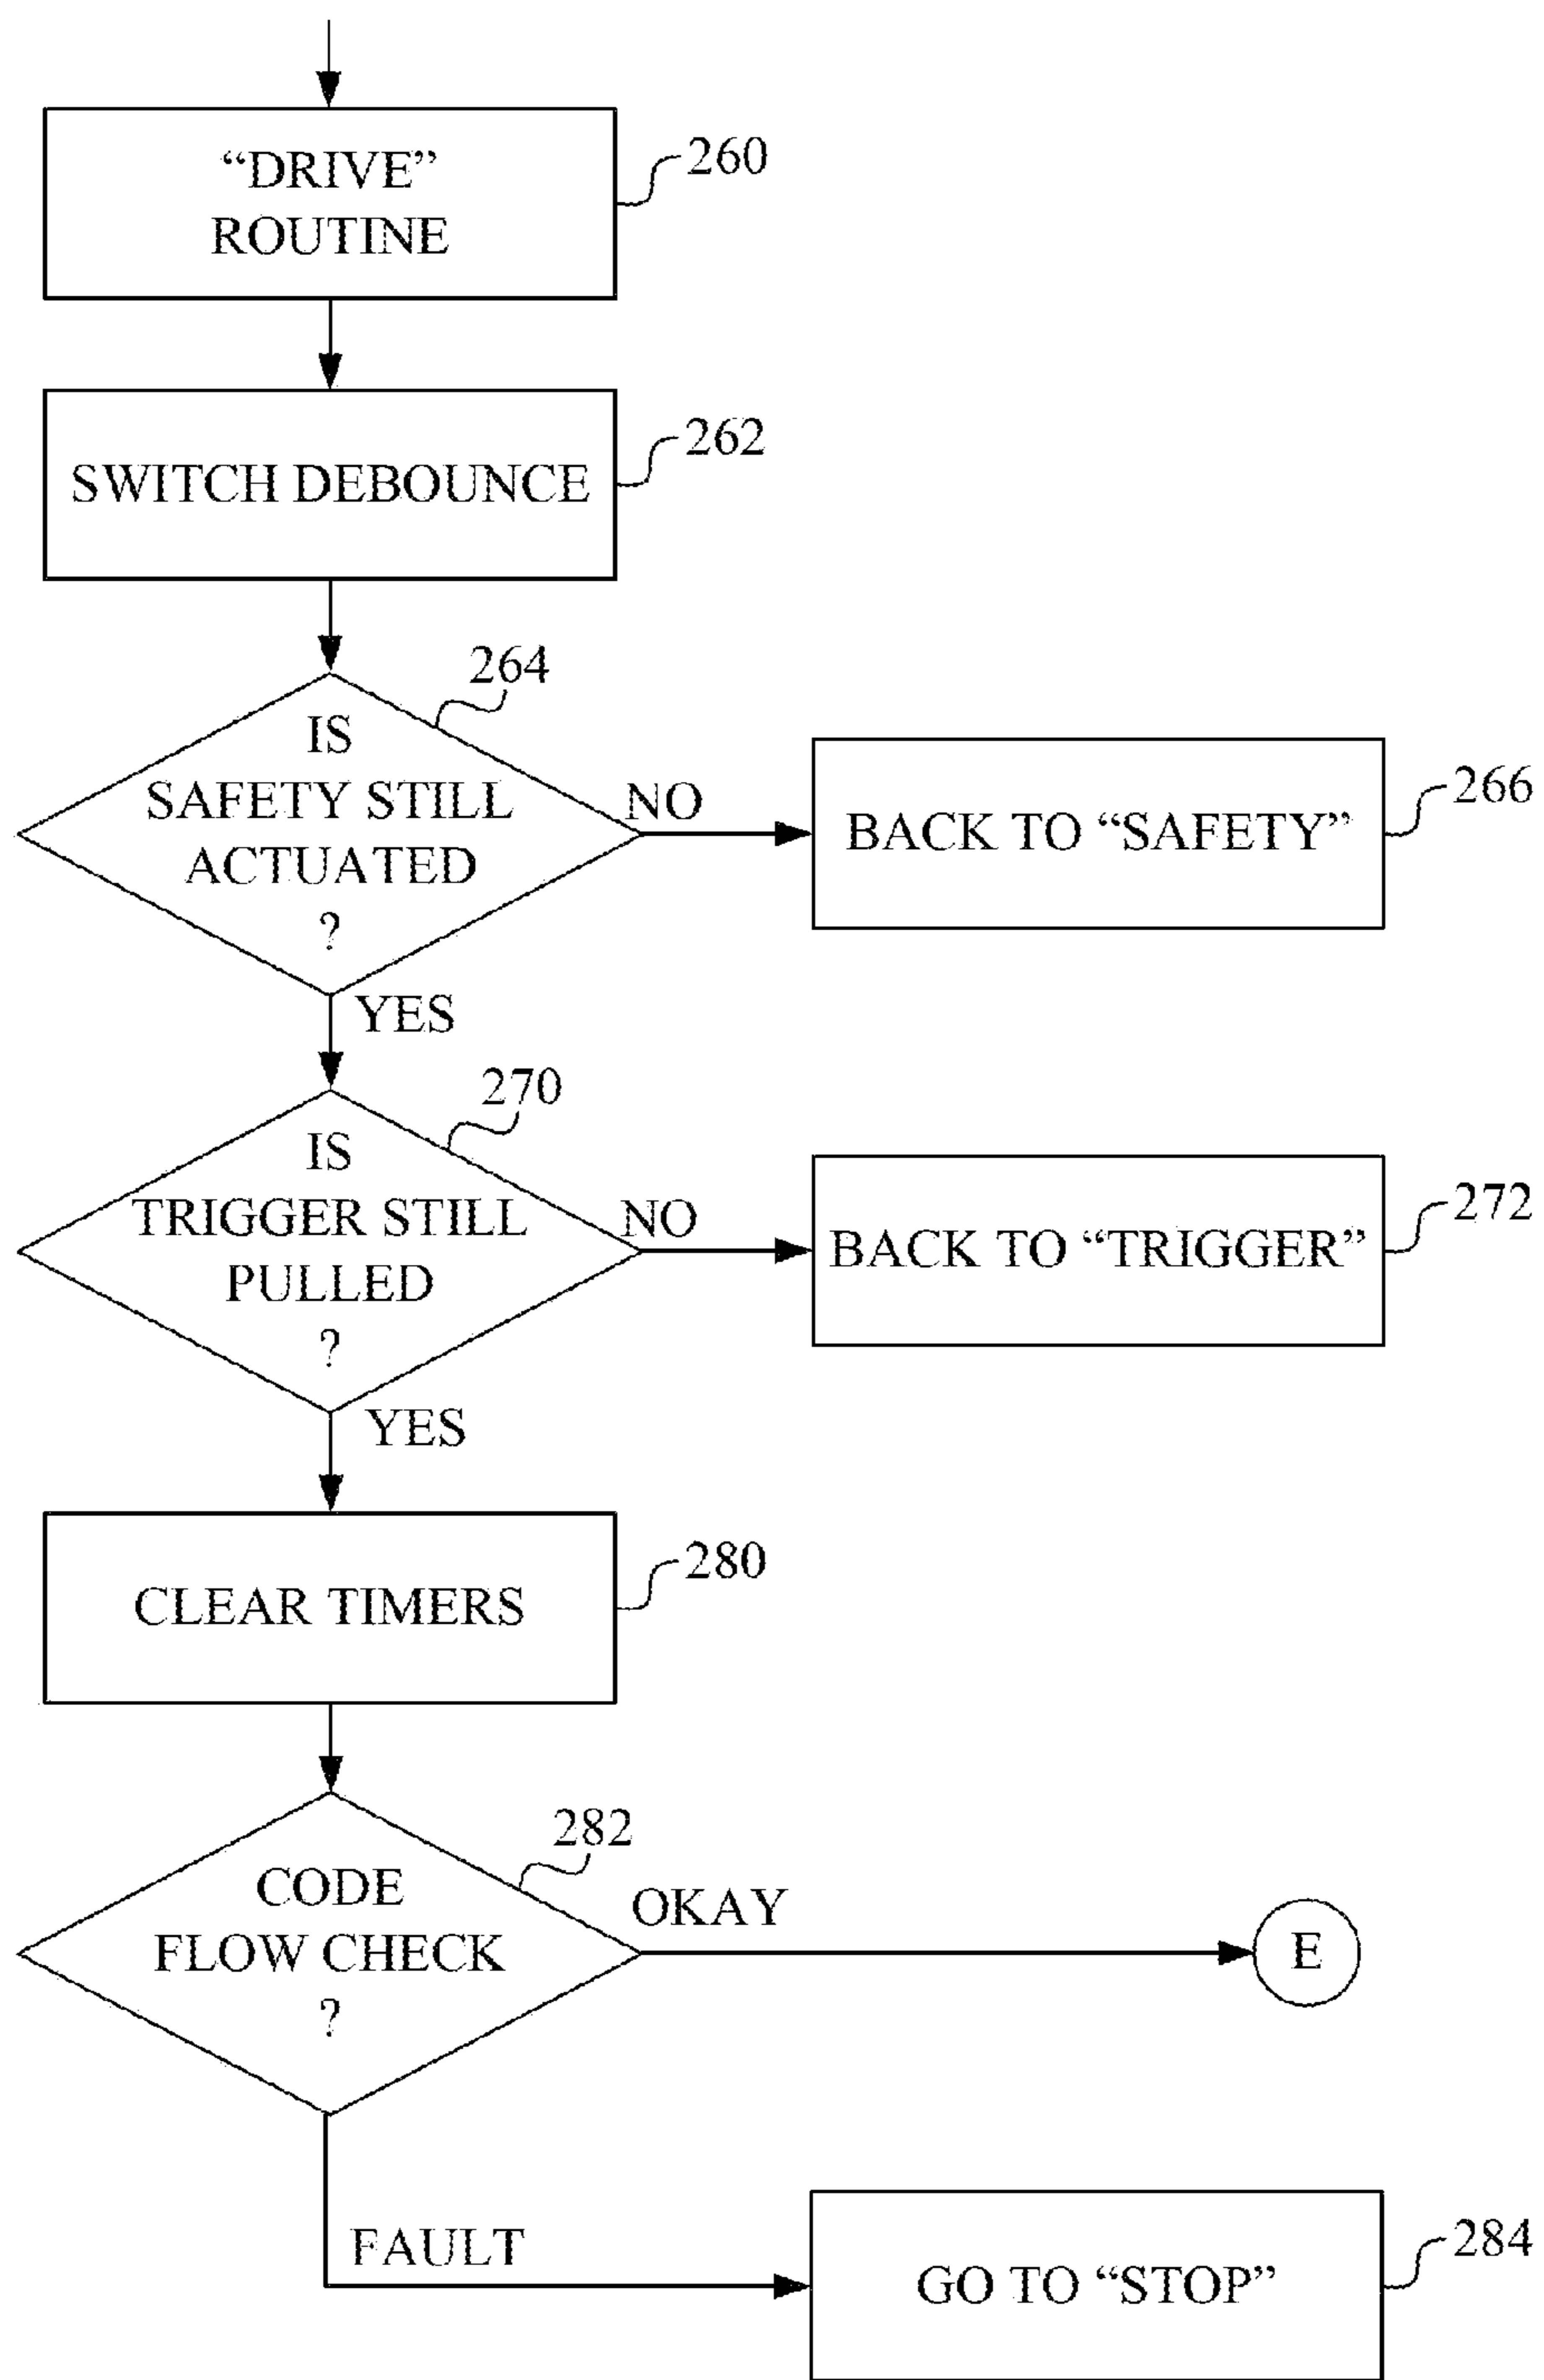 “DRIVE”
ROUTINE
260
SWITCH DEBOUNCE
262
264
IS
SAFETY STILL
ACTUATED
?
NO
BACK TO “SAFETY”
266
YES
270
IS
TRIGGER STILL
PULLED
?
NO
BACK TO “TRIGGER”
272
YES
CLEAR TIMERS
280
282
CODE
FLOW CHECK
?
OKAY
E
FAULT
GO TO “STOP”
284